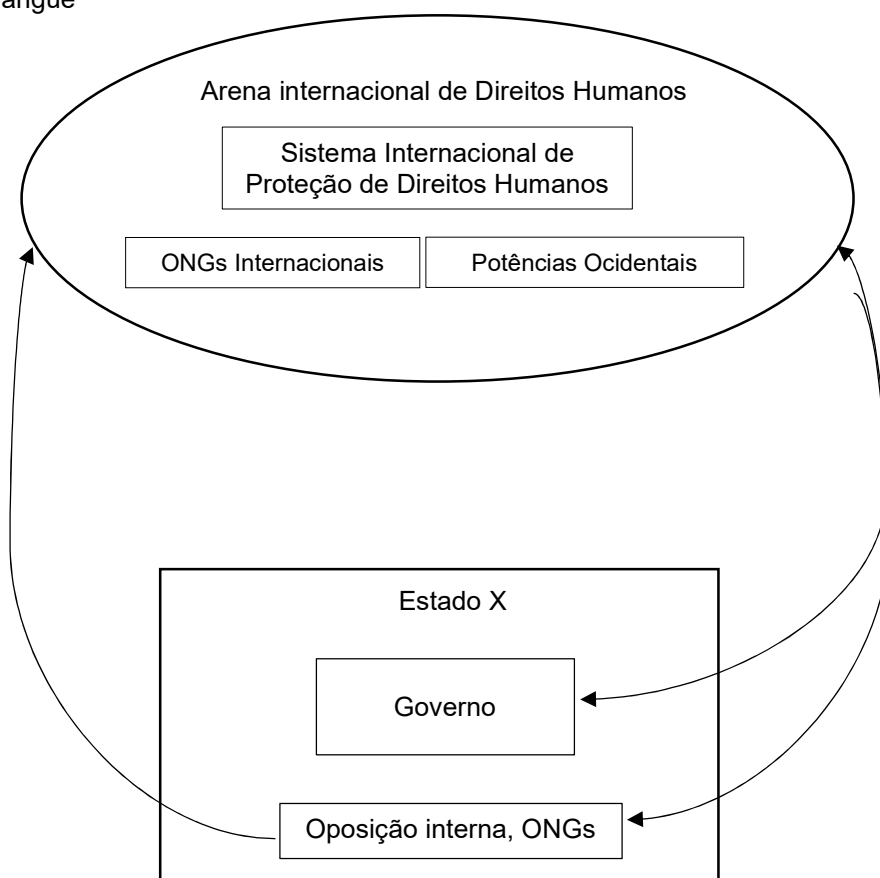 Arena internacional de Direitos Humanos
Sistema Internacional de
Proteção de Direitos Humanos
ONGs Internacionais
Potências Ocidentais
Estado X
Governo
Oposição interna, ONGs